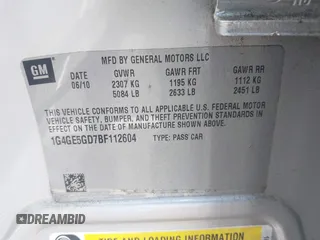 GM
MFD BY GENERAL MOTORS LLC
DATE GVWR GAWR FRT GAWR RR
06/10 2307 KG 1195 KG 1112 KG
5084 LB 2633 LB 2451 LB
THIS VEHICLE CONFORMS TO ALL APPLICABLE U.S. FEDERAL MOTOR
VEHICLE SAFETY, BUMPER, AND THEFT PREVENTION STANDARDS IN
EFFECT ON THE DATE OF MANUFACTURE SHOWN ABOVE.
1G4GE5GD7BF112604 TYPE: PASS CAR
TIRE AND LOADING INFORMATION
AutoHelperBot.com